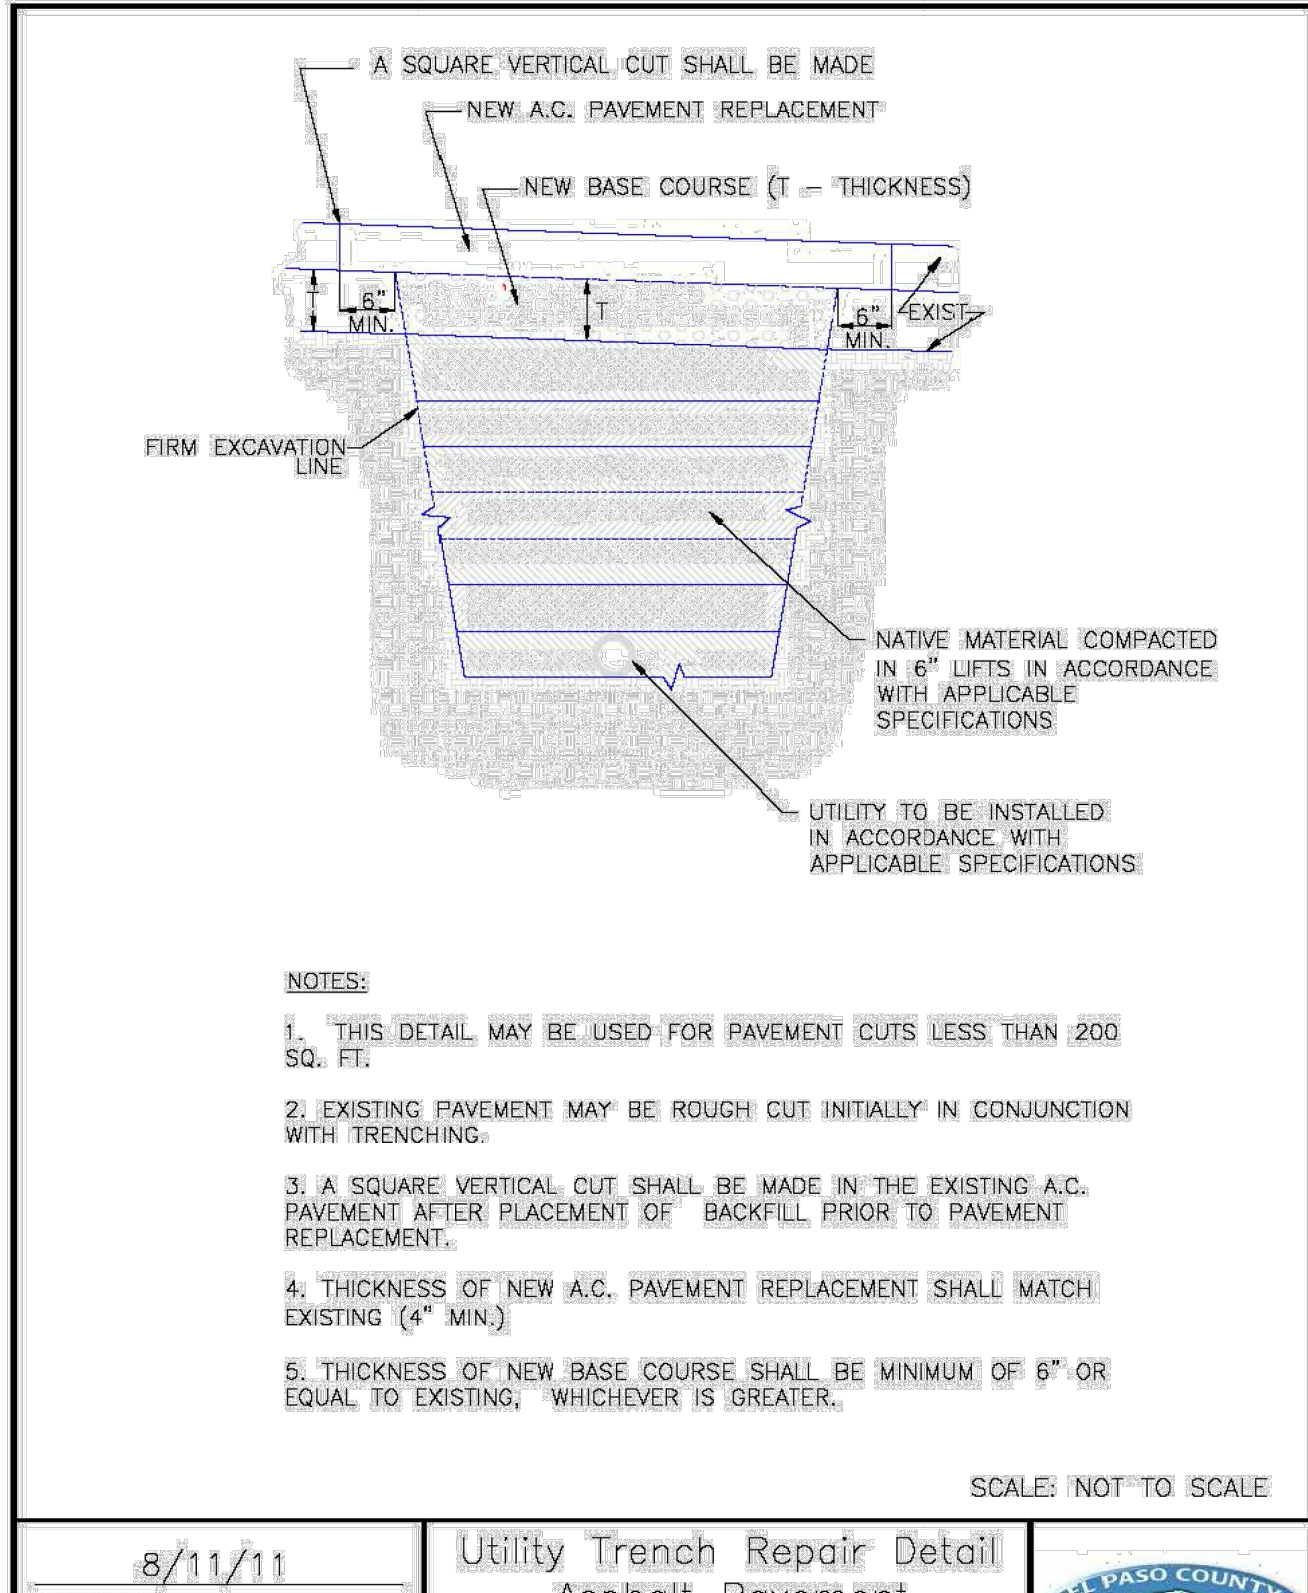 A SQUARE VERTICAL CUT SHALL BE MADE
NEW A.C. PAVEMENT REPLACEMENT
NEW BASE COURSE (T – THICKNESS)
T
6"
MIN.
T
6"
MIN.
EXIST
FIRM EXCAVATION
LINE
NATIVE MATERIAL COMPACTED
IN 6" LIFTS IN ACCORDANCE
WITH APPLICABLE
SPECIFICATIONS
UTILITY TO BE INSTALLED
IN ACCORDANCE WITH
APPLICABLE SPECIFICATIONS
NOTES:
1. THIS DETAIL MAY BE USED FOR PAVEMENT CUTS LESS THAN 200
SQ. FT.
2. EXISTING PAVEMENT MAY BE ROUGH CUT INITIALLY IN CONJUNCTION
WITH TRENCHING.
3. A SQUARE VERTICAL CUT SHALL BE MADE IN THE EXISTING A.C.
PAVEMENT AFTER PLACEMENT OF BACKFILL PRIOR TO PAVEMENT
REPLACEMENT.
4. THICKNESS OF NEW A.C. PAVEMENT REPLACEMENT SHALL MATCH
EXISTING (4" MIN.)
5. THICKNESS OF NEW BASE COURSE SHALL BE MINIMUM OF 6" OR
EQUAL TO EXISTING, WHICHEVER IS GREATER.
SCALE: NOT TO SCALE
8/11/11
Utility Trench Repair Detail
Asphalt Pavement
EL PASO COUNTY